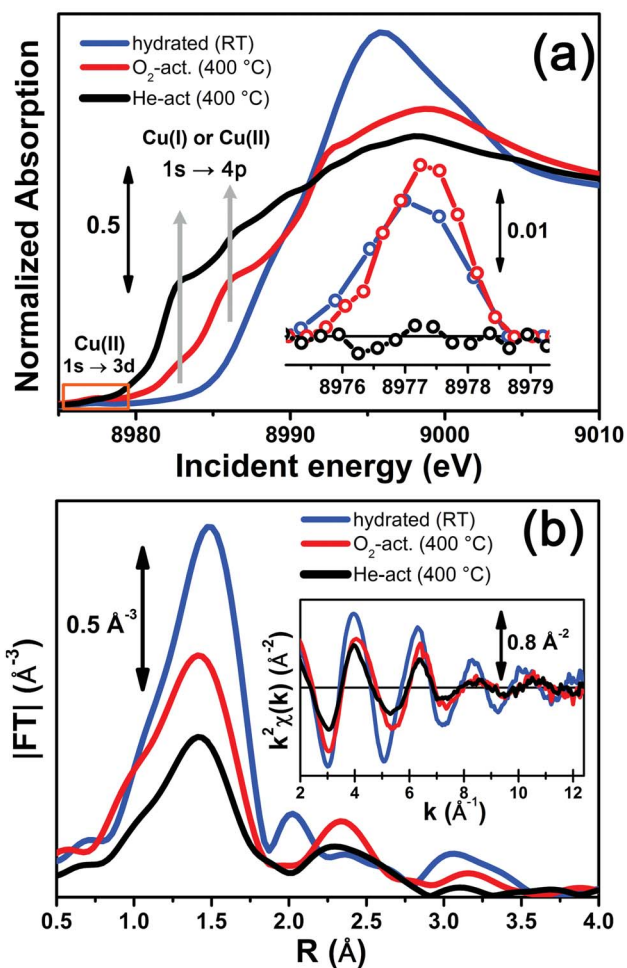 (a)
hydrated (RT)
O₂-act. (400 °C)
He-act (400 °C)
Cu(I) or Cu(II)
1s → 4p
0.5
0.01
Cu(II)
1s → 3d
8976 8977 8978 8979
Normalized Absorption
8980 8990 9000 9010
Incident energy (eV)
(b)
hydrated (RT)
O₂-act. (400 °C)
He-act (400 °C)
0.5 Å⁻³
0.8 Å⁻²
k²χ(k) (Å⁻²)
2 4 6 8 10 12
k (Å⁻¹)
|FT| (Å⁻³)
0.5 1.0 1.5 2.0 2.5 3.0 3.5 4.0
R (Å)